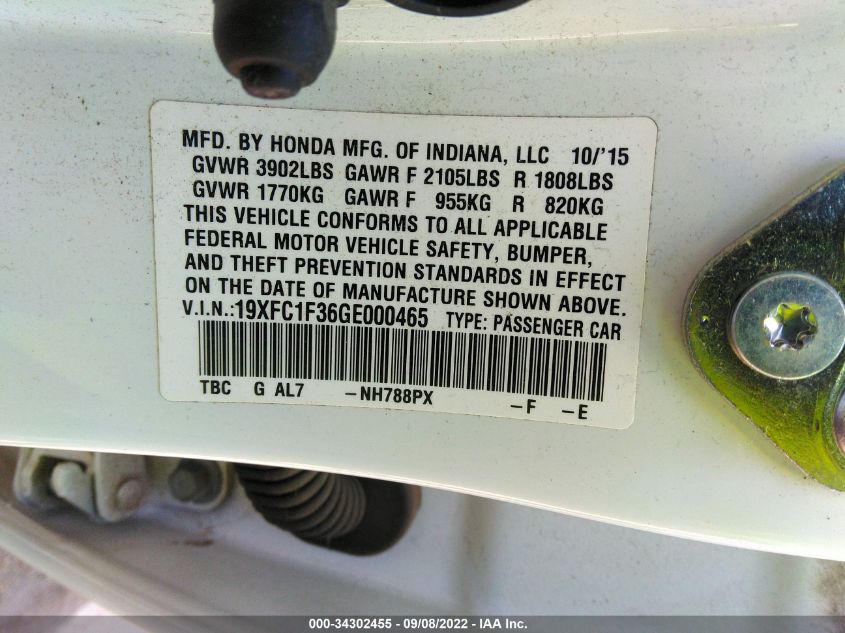 MFD. BY HONDA MFG. OF INDIANA, LLC 10/'15
GVWR 3902LBS GAWR F 2105LBS R 1808LBS
GVWR 1770KG GAWR F 955KG R 820KG
THIS VEHICLE CONFORMS TO ALL APPLICABLE
FEDERAL MOTOR VEHICLE SAFETY, BUMPER,
AND THEFT PREVENTION STANDARDS IN EFFECT
ON THE DATE OF MANUFACTURE SHOWN ABOVE.
V.I.N.:19XFC1F36GE000465 TYPE: PASSENGER CAR
TBC G AL7 -NH788PX -F -E
000-34302455 - 09/08/2022 - IAA Inc.